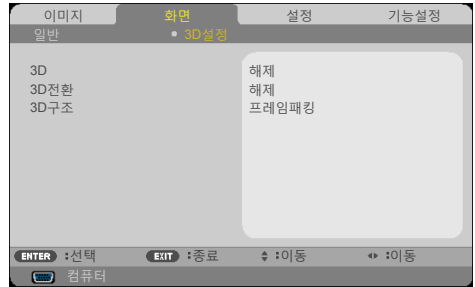 이미지 화면 설정 기능설정
일반 • 3D설정
3D 해제
3D전환 해제
3D구조 프레임패킹
ENTER :선택 EXIT :종료 :이동 :이동
컴퓨터